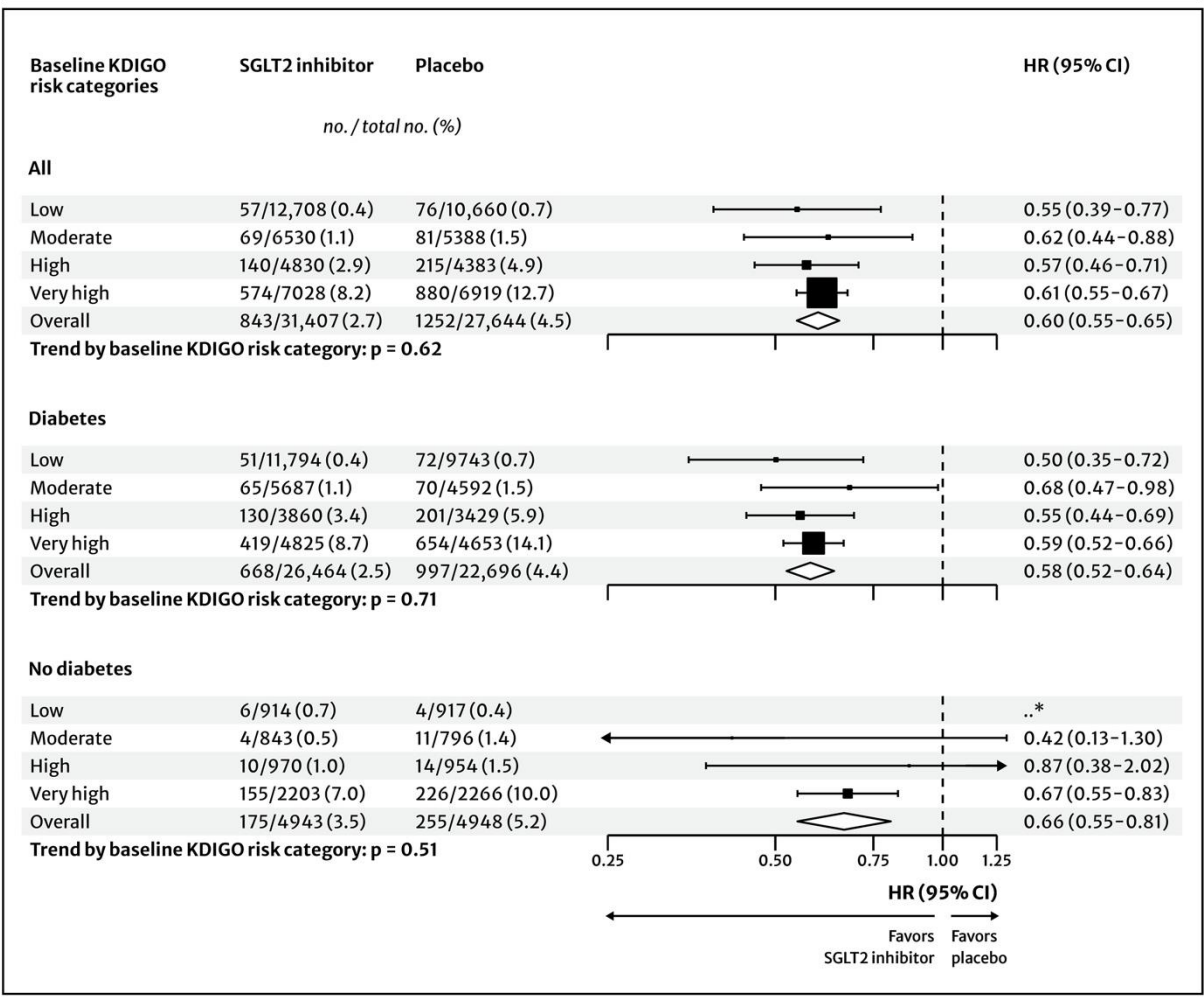 Baseline KDIGO SGLT2 inhibitor Placebo HR (95% CI)
risk categories
no. / total no. (%)
All
Low 57/12,708 (0.4) 76/10,660 (0.7) 0.55 (0.39–0.77)
Moderate 69/6530 (1.1) 81/5388 (1.5) 0.62 (0.44–0.88)
High 140/4830 (2.9) 215/4383 (4.9) 0.57 (0.46–0.71)
Very high 574/7028 (8.2) 880/6919 (12.7) 0.61 (0.55–0.67)
Overall 843/31,407 (2.7) 1252/27,644 (4.5) 0.60 (0.55–0.65)
Trend by baseline KDIGO risk category: p = 0.62
Diabetes
Low 51/11,794 (0.4) 72/9743 (0.7) 0.50 (0.35–0.72)
Moderate 65/5687 (1.1) 70/4592 (1.5) 0.68 (0.47–0.98)
High 130/3860 (3.4) 201/3429 (5.9) 0.55 (0.44–0.69)
Very high 419/4825 (8.7) 654/4653 (14.1) 0.59 (0.52–0.66)
Overall 668/26,464 (2.5) 997/22,696 (4.4) 0.58 (0.52–0.64)
Trend by baseline KDIGO risk category: p = 0.71
No diabetes
Low 6/914 (0.7) 4/917 (0.4) ..*
Moderate 4/843 (0.5) 11/796 (1.4) 0.42 (0.13–1.30)
High 10/970 (1.0) 14/954 (1.5) 0.87 (0.38–2.02)
Very high 155/2203 (7.0) 226/2266 (10.0) 0.67 (0.55–0.83)
Overall 175/4943 (3.5) 255/4948 (5.2) 0.66 (0.55–0.81)
Trend by baseline KDIGO risk category: p = 0.51
0.25 0.50 0.75 1.00 1.25
HR (95% CI)
Favors Favors
SGLT2 inhibitor placebo